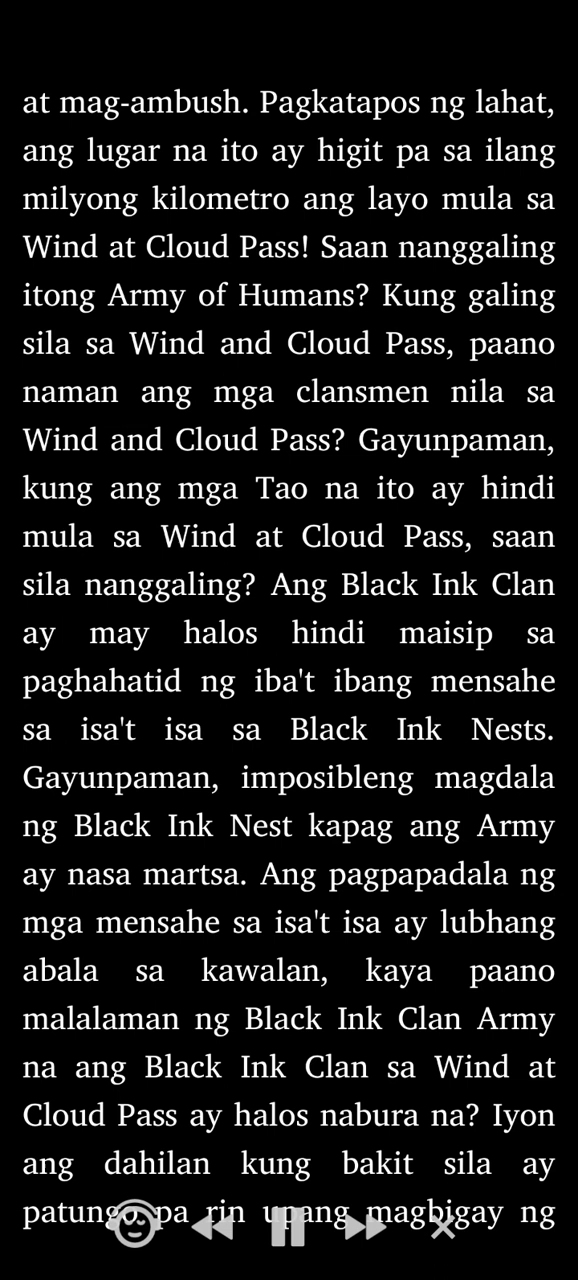 at mag-ambush. Pagkatapos ng lahat,
ang lugar na ito ay higit pa sa ilang
milyong kilometro ang layo mula sa
Wind at Cloud Pass! Saan nanggaling
itong Army of Humans? Kung galing
sila sa Wind and Cloud Pass, paano
naman ang mga clansmen nila sa
Wind and Cloud Pass? Gayunpaman,
kung ang mga Tao na ito ay hindi
mula sa Wind at Cloud Pass, saan
sila nanggaling? Ang Black Ink Clan
ay may halos hindi maisip sa
paghahatid ng iba't ibang mensahe
sa isa't isa sa Black Ink Nests.
Gayunpaman, imposibleng magdala
ng Black Ink Nest kapag ang Army
ay nasa martsa. Ang pagpapadala ng
mga mensahe sa isa't isa ay lubhang
abala sa kawalan, kaya paano
malalaman ng Black Ink Clan Army
na ang Black Ink Clan sa Wind at
Cloud Pass ay halos nabura na? Iyon
ang dahilan kung bakit sila ay
patungo pa rin upang magbigay ng